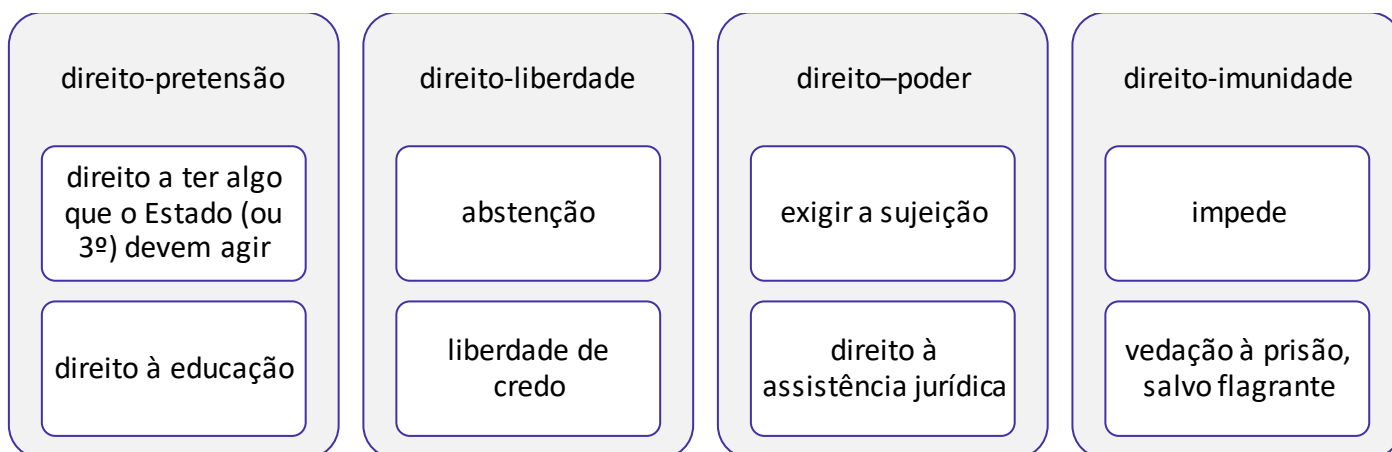 direito-pretensão
direito a ter algo
que o Estado (ou
3º) devem agir
direito à educação
direito-liberdade
abstenção
liberdade de
credo
direito–poder
exigir a sujeição
direito à
assistência jurídica
direito-imunidade
impede
vedação à prisão,
salvo flagrante